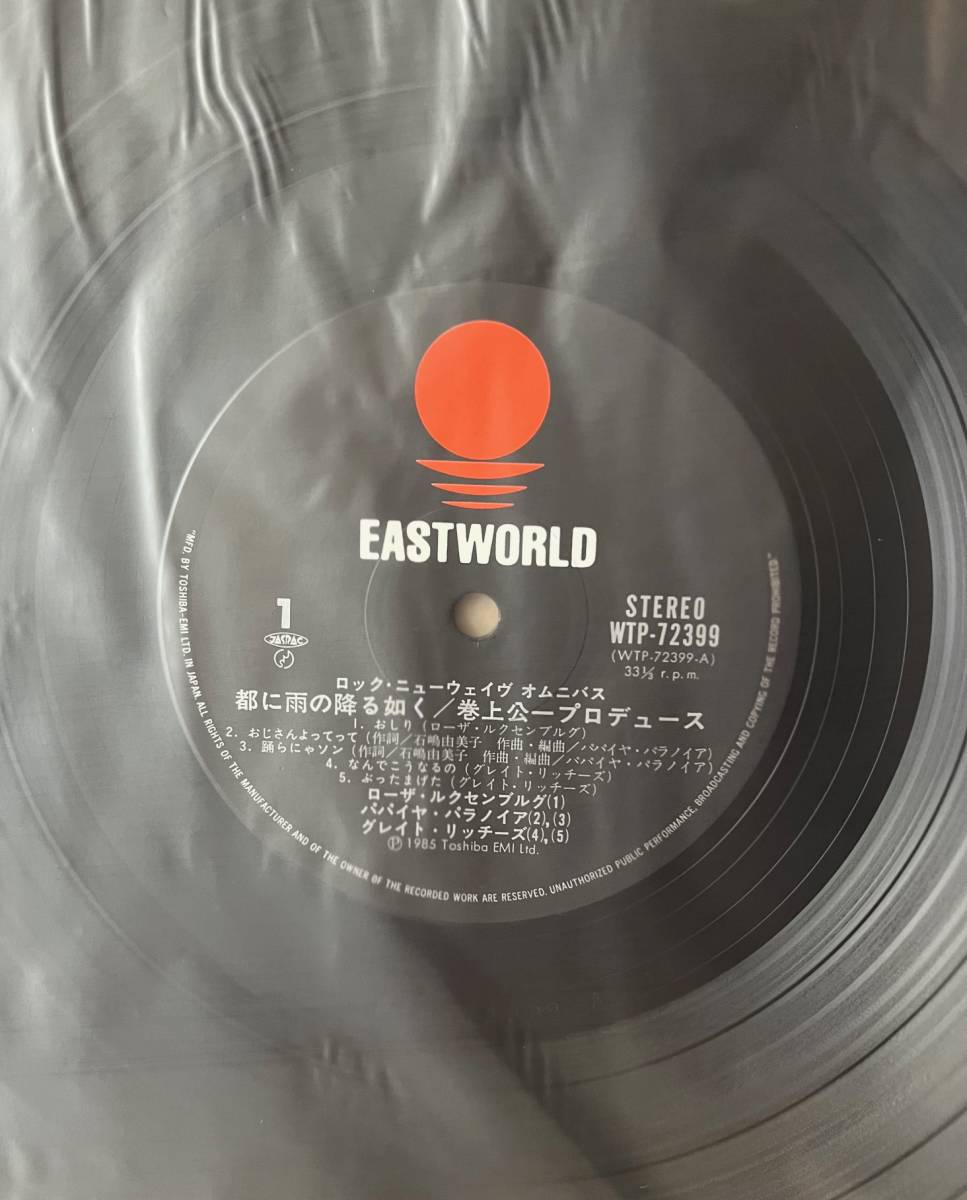 EASTWORLD
1
JASRAC
STEREO
WTP-72399
(WTP-72399-A)
33⅓ r.p.m.
ロック・ニューウェイヴ オムニバス
都に雨の降る如く／巻上公一プロデュース
1. おしり (ローザ・ルクセンブルグ)
2. おじさんよってって (作詞／石嶋由美子 作曲・編曲／パパイヤ・パラノイア)
3. 踊らにゃソン (作詞／石嶋由美子 作曲・編曲／パパイヤ・パラノイア)
4. なんでこうなるの (グレイト・リッチーズ)
5. ぶったまげた (グレイト・リッチーズ)
ローザ・ルクセンブルグ(1)
パパイヤ・パラノイア(2),(3)
グレイト・リッチーズ(4),(5)
Ⓟ 1985 Toshiba EMI Ltd.
"MFD. BY TOSHIBA-EMI LTD. IN JAPAN. ALL RIGHTS OF THE MANUFACTURER AND OF THE OWNER OF THE RECORDED WORK ARE RESERVED. UNAUTHORIZED PUBLIC PERFORMANCE, BROADCASTING AND COPYING OF THE RECORD PROHIBITED."